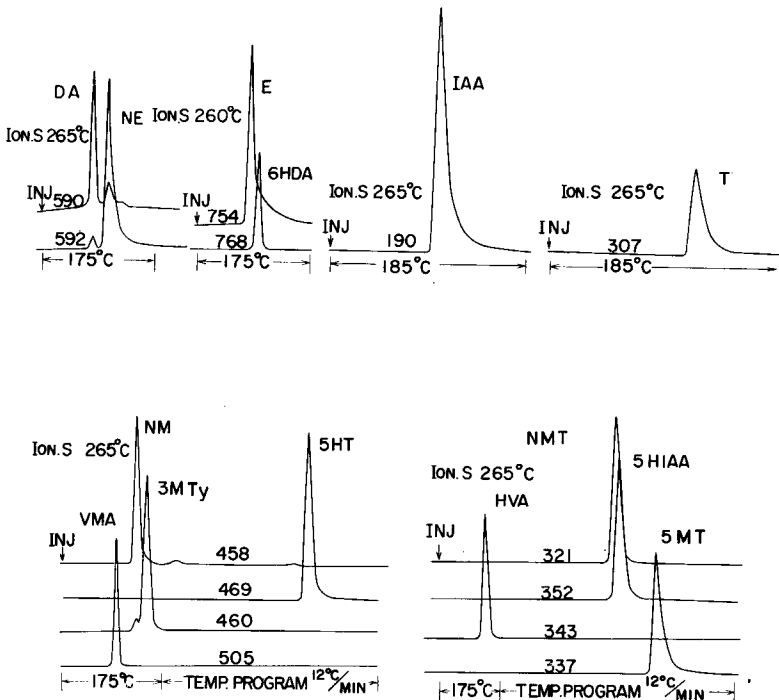 DA
NE
ION.S 265°C
INJ
590
592
175°C
E
ION.S 260°C
6HDA
INJ
754
768
175°C
IAA
ION.S 265°C
INJ
190
185°C
T
ION.S 265°C
INJ
307
185°C
NM
ION.S 265°C
5HT
3MTy
VMA
INJ
458
469
460
505
175°C
TEMP. PROGRAM 12°C/MIN
NMT
5HIAA
ION.S 265°C
HVA
INJ
5MT
321
352
343
337
175°C
TEMP. PROGRAM 12°C/MIN